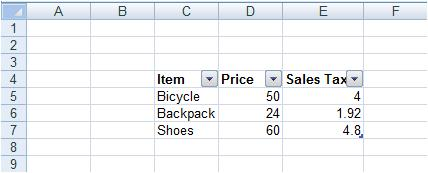 A B C D E F
1
2
3
4 Item Price Sales Tax
5 Bicycle 50 4
6 Backpack 24 1.92
7 Shoes 60 4.8
8
9